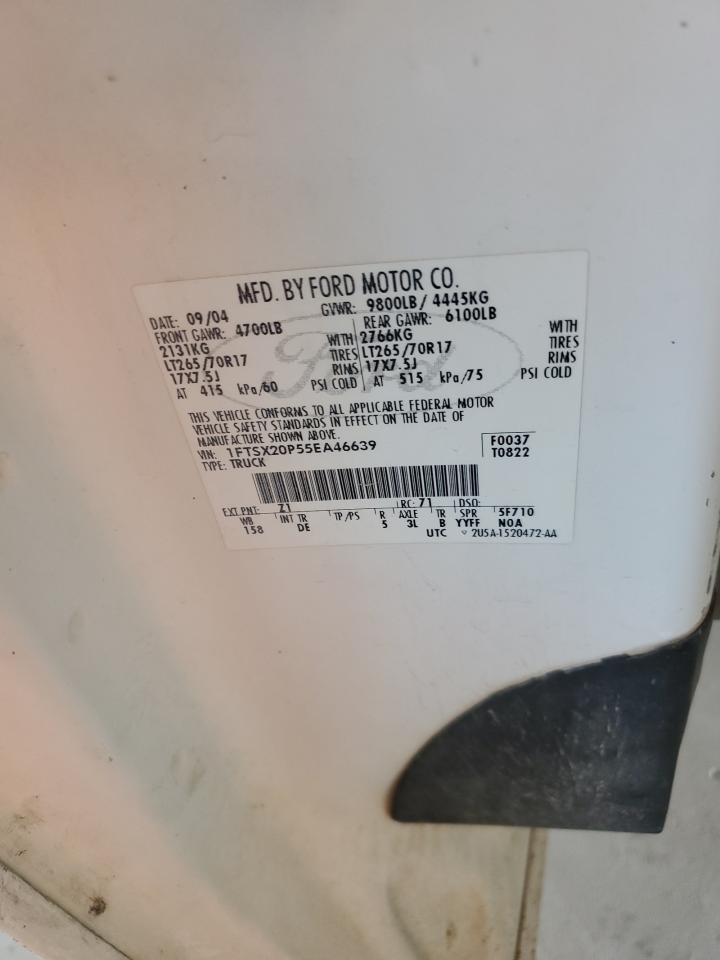 MFD. BY FORD MOTOR CO.
DATE: 09/04 GVWR: 9800LB / 4445KG
FRONT GAWR: 4700LB REAR GAWR: 6100LB
2131KG WITH 2766KG WITH
LT265/70R17 TIRES LT265/70R17 TIRES
17X7.5J RIMS 17X7.5J RIMS
AT 415 kPa/60 PSI COLD AT 515 kPa/75 PSI COLD
THIS VEHICLE CONFORMS TO ALL APPLICABLE FEDERAL MOTOR
VEHICLE SAFETY STANDARDS IN EFFECT ON THE DATE OF
MANUFACTURE SHOWN ABOVE.
VIN: 1FTSX20P55EA46639 F0037
TYPE: TRUCK T0822
EXT PNT: Z1 RC: 71 DSO:
WB INT TR TP/PS R AXLE TR SPR 5F710
158 DE 5 3L B YYFF N0A
UTC 2U5A-1520472-AA
Ford